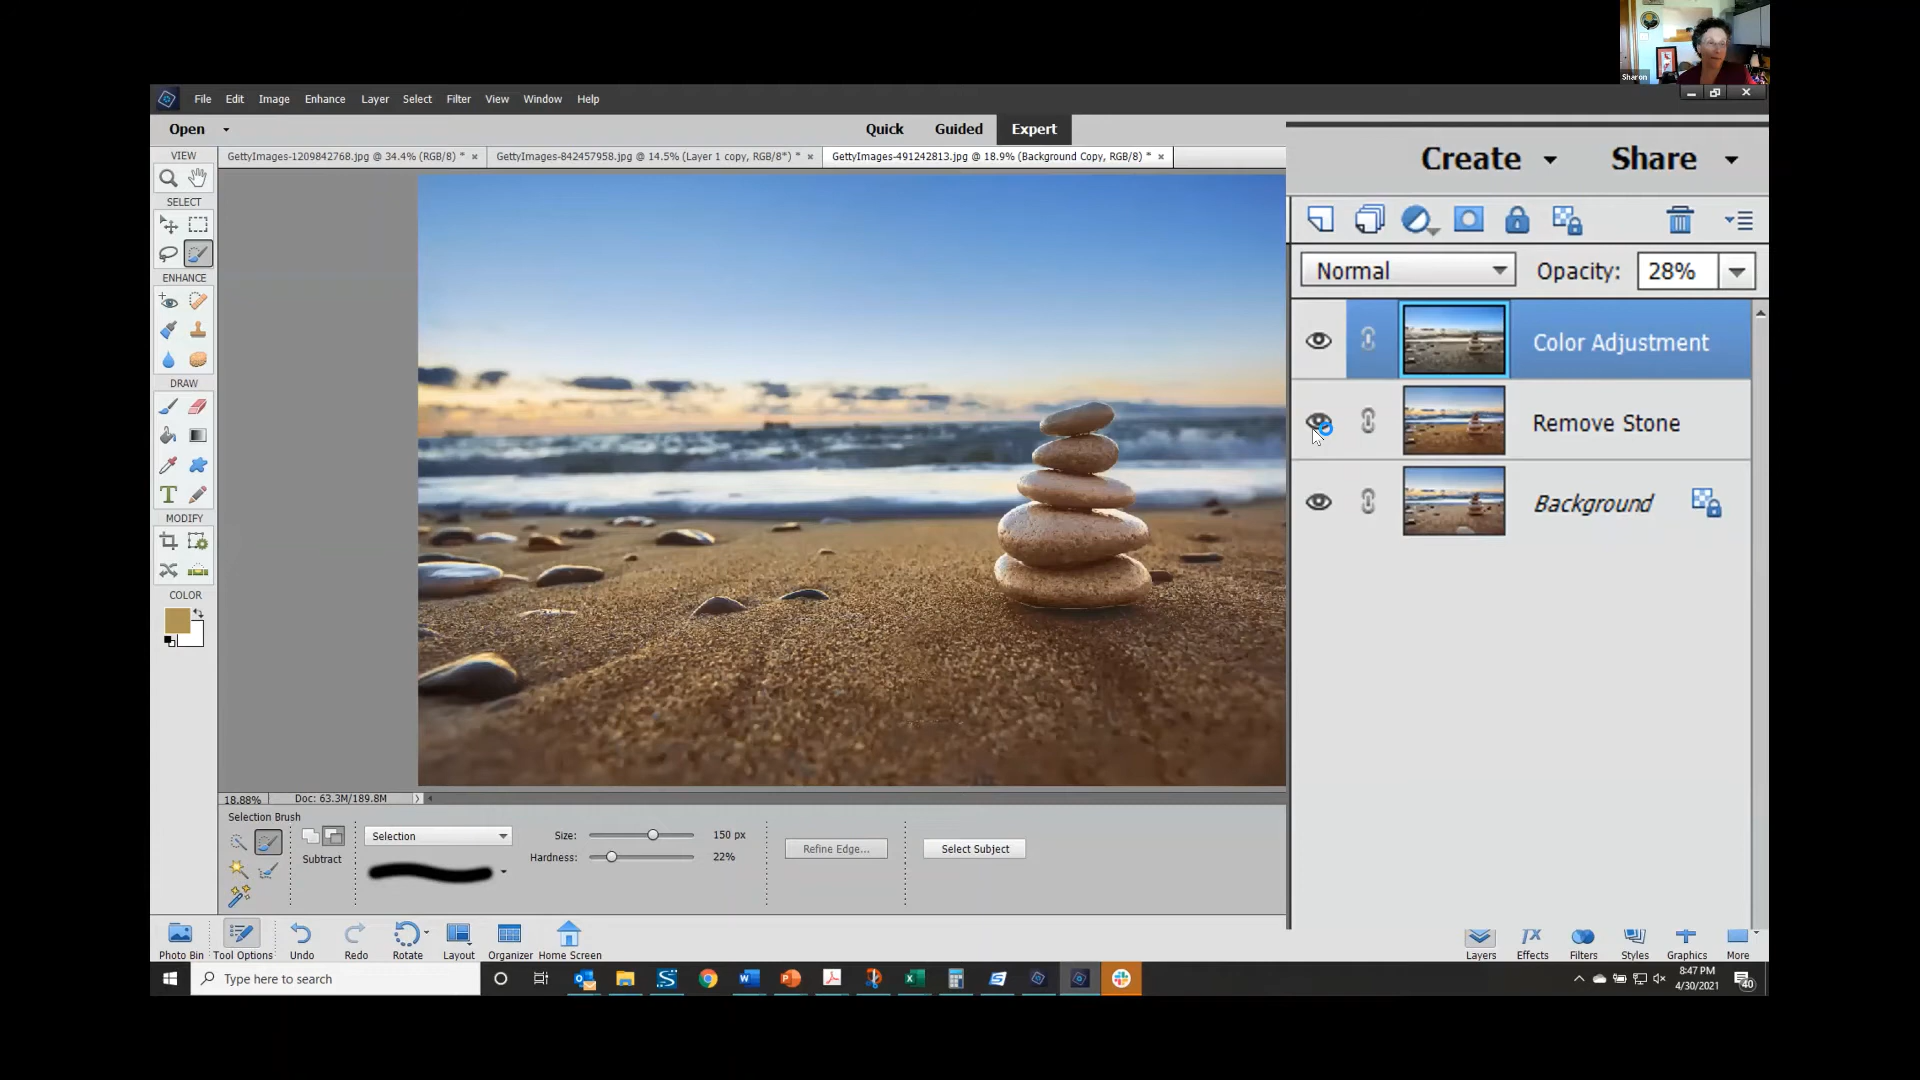 Sharon
File Edit Image Enhance Layer Select Filter View Window Help
Open Quick Guided Expert
Create Share
VIEW
GettyImages-1209842768.jpg @ 34.4% (RGB/8) * × GettyImages-842457958.jpg @ 14.5% (Layer 1 copy, RGB/8*) * × GettyImages-491242813.jpg @ 18.9% (Background Copy, RGB/8) * ×
SELECT
ENHANCE
DRAW
MODIFY
COLOR
Normal Opacity: 28%
Color Adjustment
Remove Stone
Background
18.88% Doc: 63.3M/189.8M
Selection Brush
Subtract
Selection
Size: 150 px
Hardness: 22%
Refine Edge... Select Subject
Photo Bin Tool Options Undo Redo Rotate Layout Organizer Home Screen
Layers Effects Filters Styles Graphics More
Type here to search
8:47 PM
4/30/2021
40